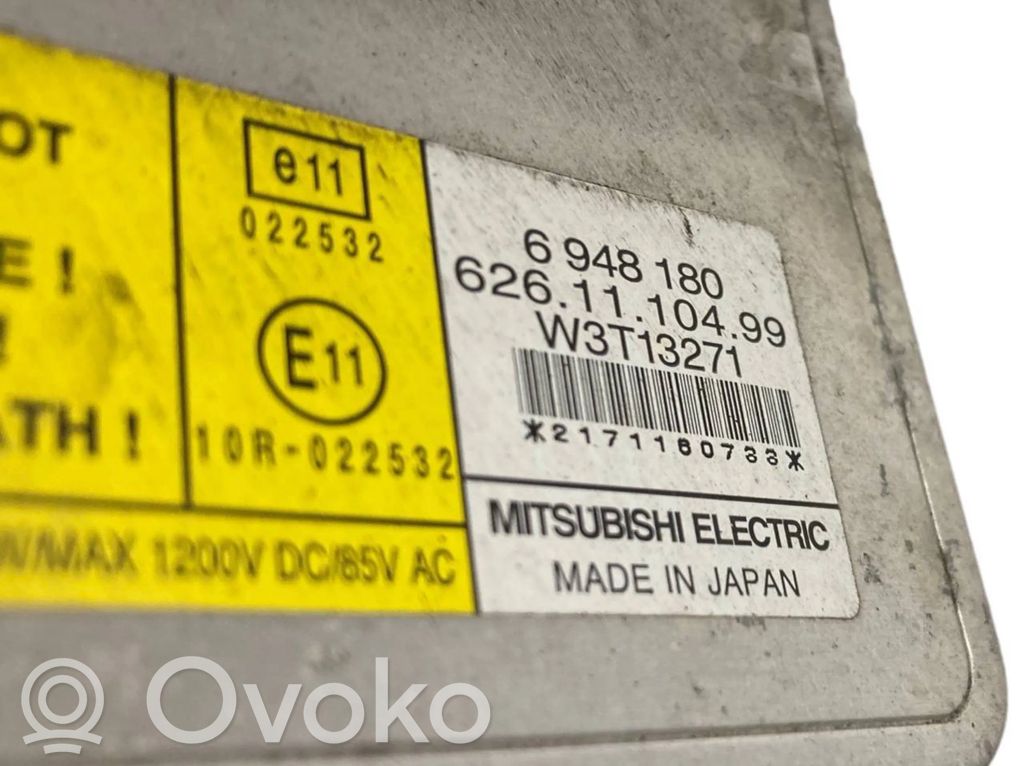 OT
E !
!
ATH !
e11
022532
E11
10R-022532
W/MAX 1200V DC/85V AC
6 948 180
626.11.104.99
W3T13271
*2171160733*
MITSUBISHI ELECTRIC
MADE IN JAPAN
Ovoko